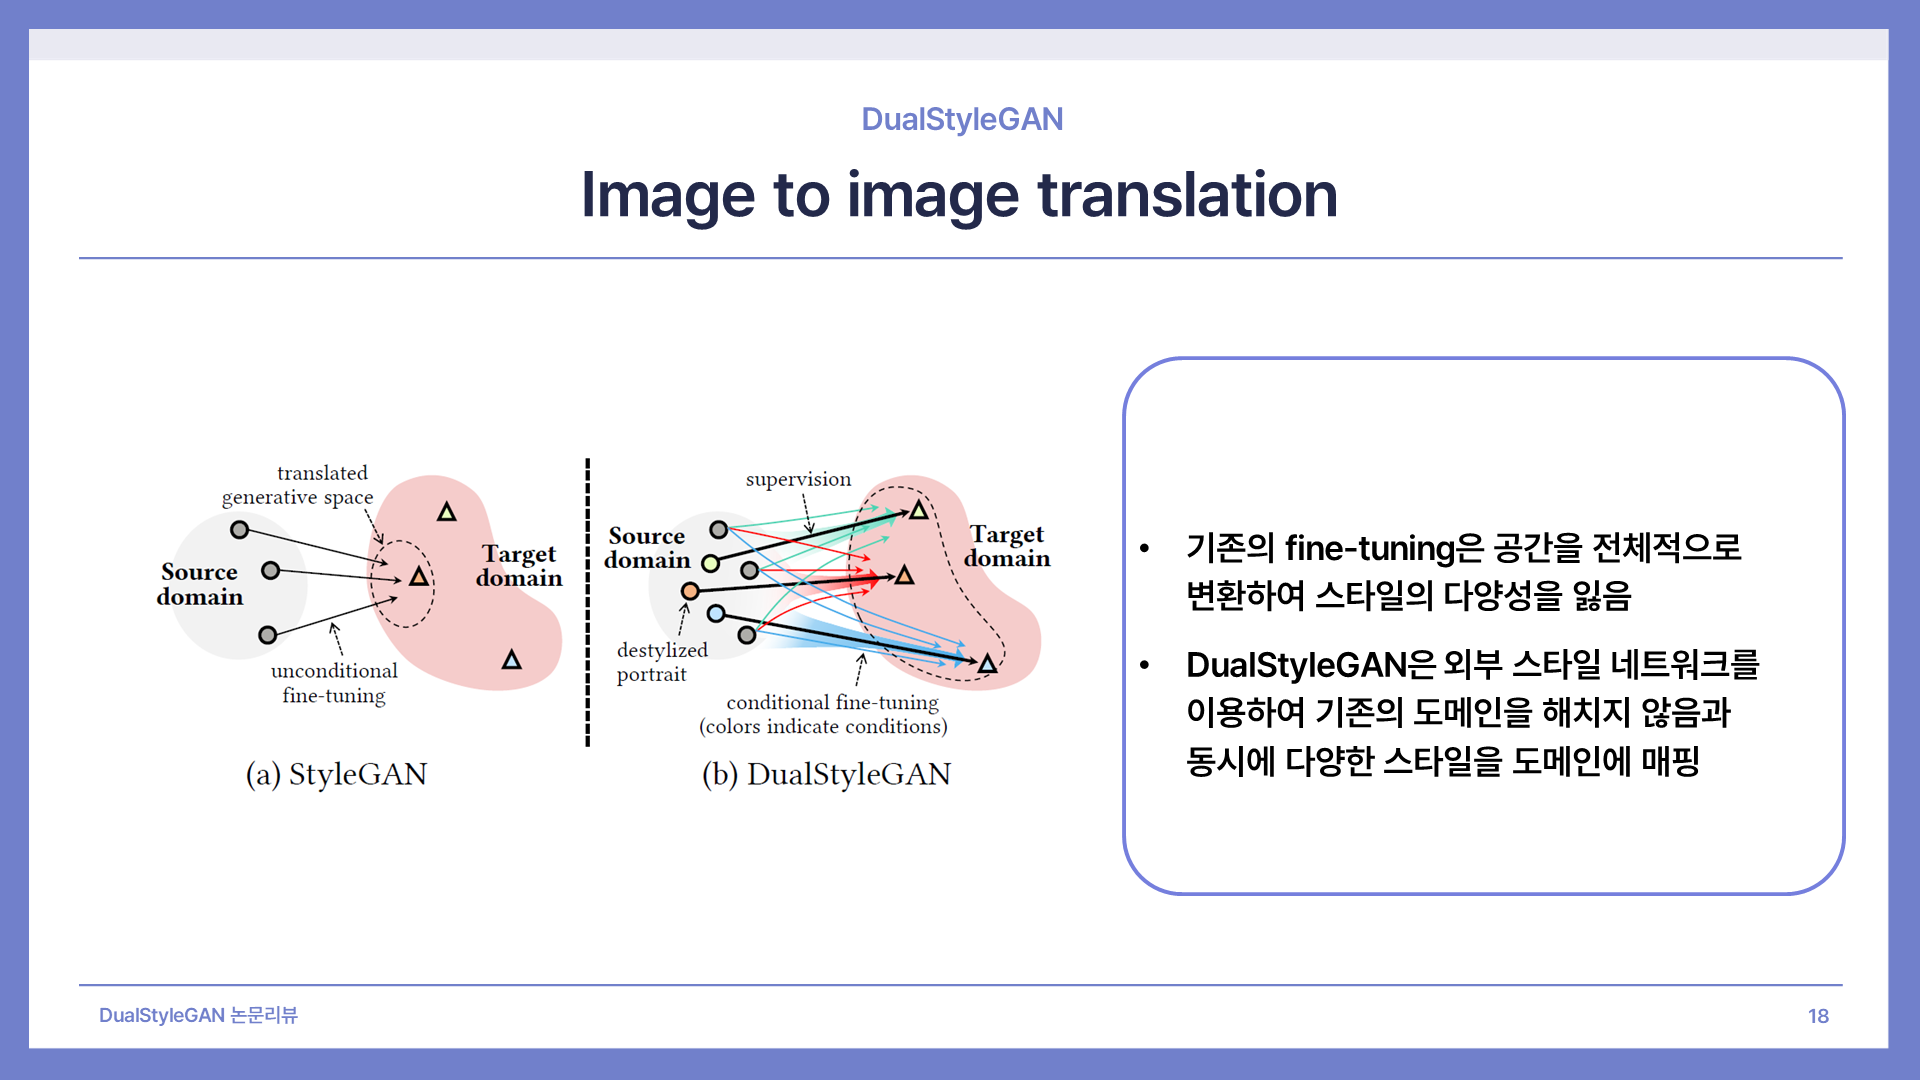 DualStyleGAN
Image to image translation
translated
generative space
Source
domain
Target
domain
unconditional
fine-tuning
(a) StyleGAN
supervision
Source
domain
Target
domain
destylized
portrait
conditional fine-tuning
(colors indicate conditions)
(b) DualStyleGAN
• 기존의 fine-tuning은 공간을 전체적으로
변환하여 스타일의 다양성을 잃음
• DualStyleGAN은 외부 스타일 네트워크를
이용하여 기존의 도메인을 해치지 않음과
동시에 다양한 스타일을 도메인에 매핑
DualStyleGAN 논문리뷰
18